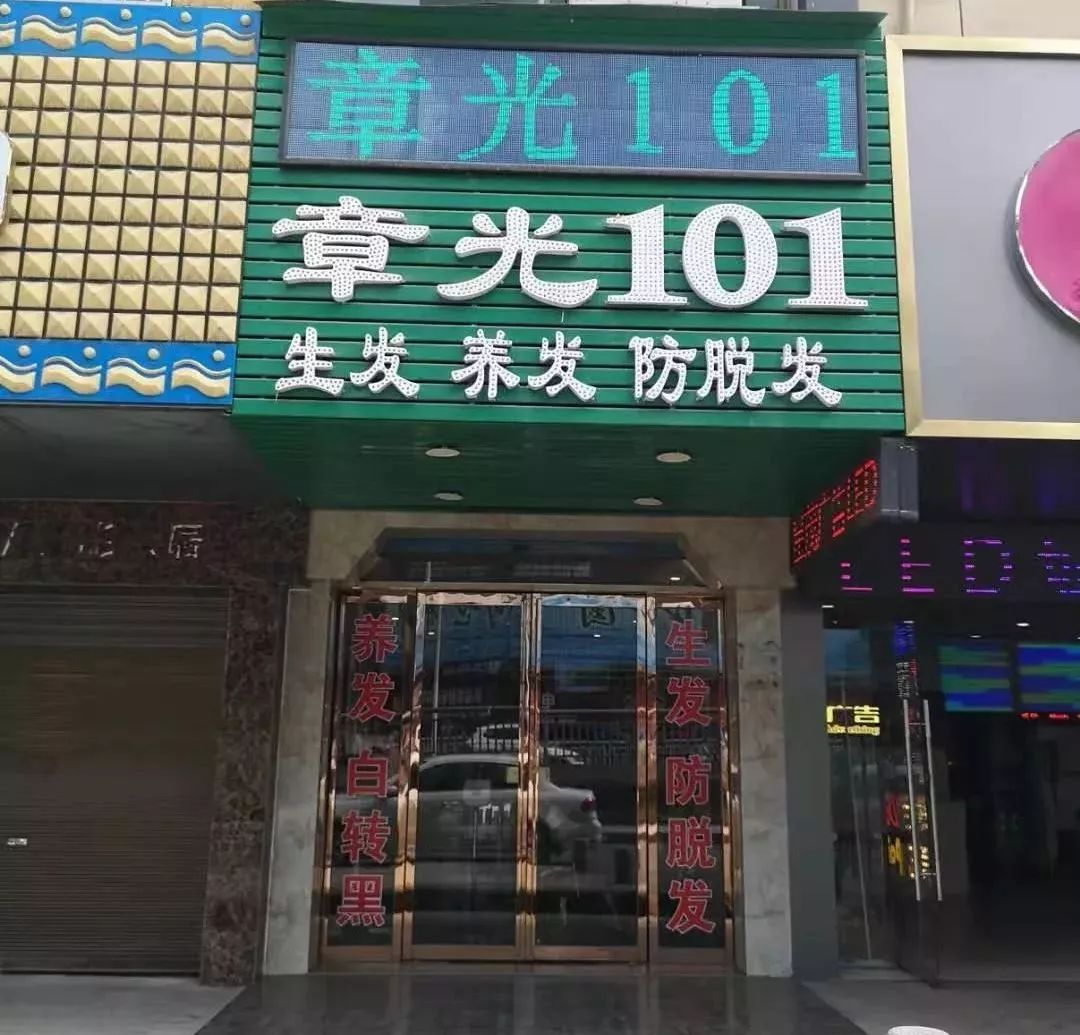 章光101
章光101
生发 养发 防脱发
LED
广告
养发 白转黑
生发 防脱发